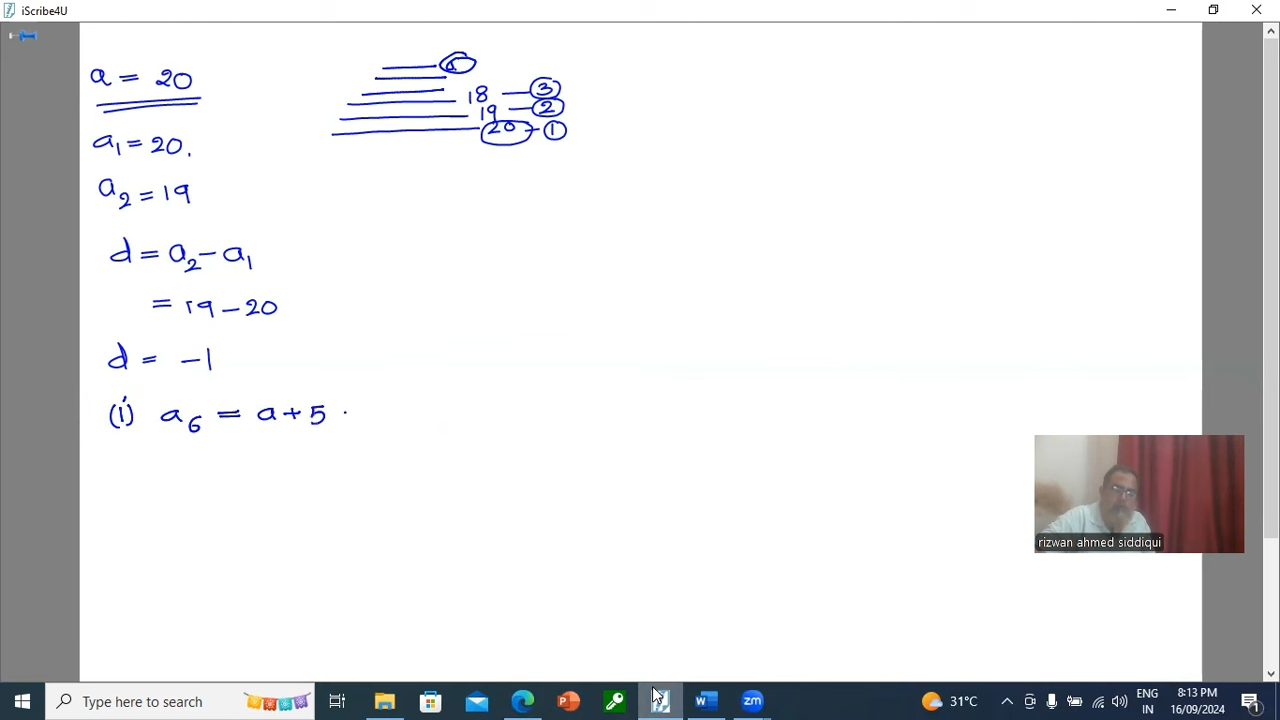 iScribe4U
a = 20
18 — 3
19 — 2
20 — 1
a1 = 20.
a2 = 19
d = a2 - a1
= 19 - 20
d = -1
(i) a6 = a + 5
rizwan ahmed siddiqui
Type here to search
31°C
ENG
IN
8:13 PM
16/09/2024
1